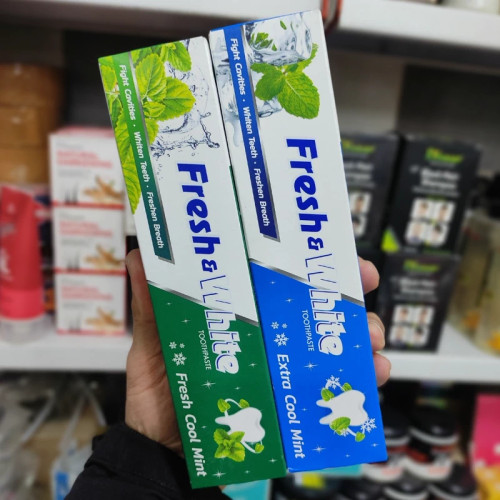 Fight Cavities • Whiten Teeth • Freshen Breath
Fresh & White
TOOTHPASTE
Fresh Cool Mint
Fight Cavities • Whiten Teeth • Freshen Breath
Fresh & White
TOOTHPASTE
Extra Cool Mint